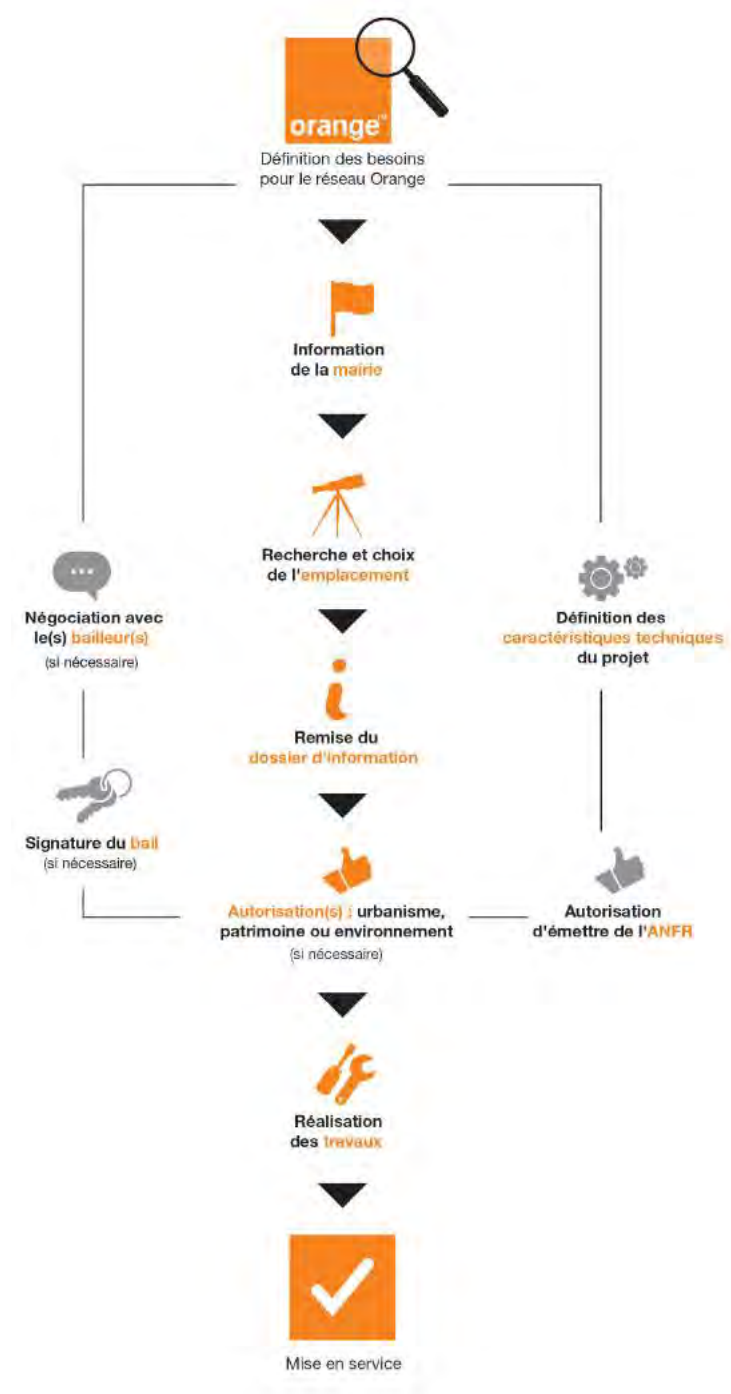 orange™
Définition des besoins
pour le réseau Orange
Information
de la mairie
Recherche et choix
de l'emplacement
Négociation avec
le(s) bailleur(s)
(si nécessaire)
Définition des
caractéristiques techniques
du projet
Remise du
dossier d'information
Signature du bail
(si nécessaire)
Autorisation(s) : urbanisme,
patrimoine ou environnement
(si nécessaire)
Autorisation
d'émettre de l'ANFR
Réalisation
des travaux
Mise en service